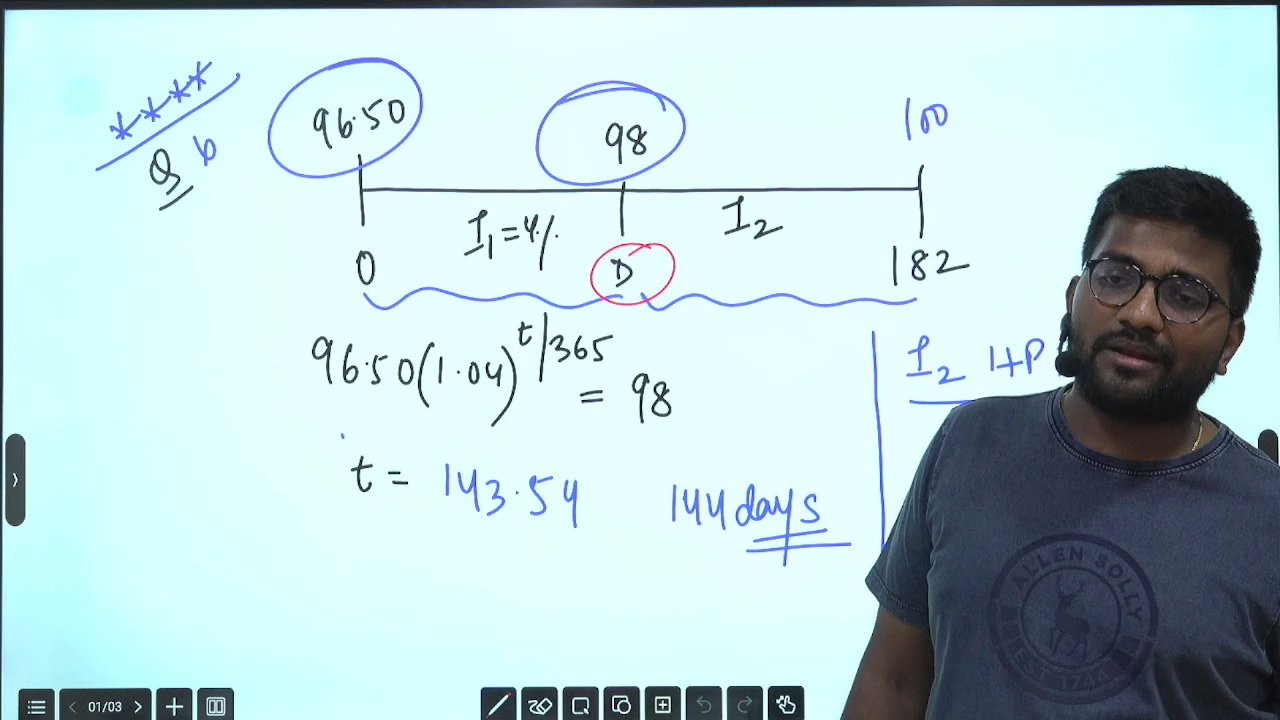 ****
Q 6
96.50
98
100
I₁ = 4%
I₂
0
D
182
96.50(1.04)^t/365 = 98
t = 143.54
144 days
I₂ HP
ALLEN SOLLY
01/03